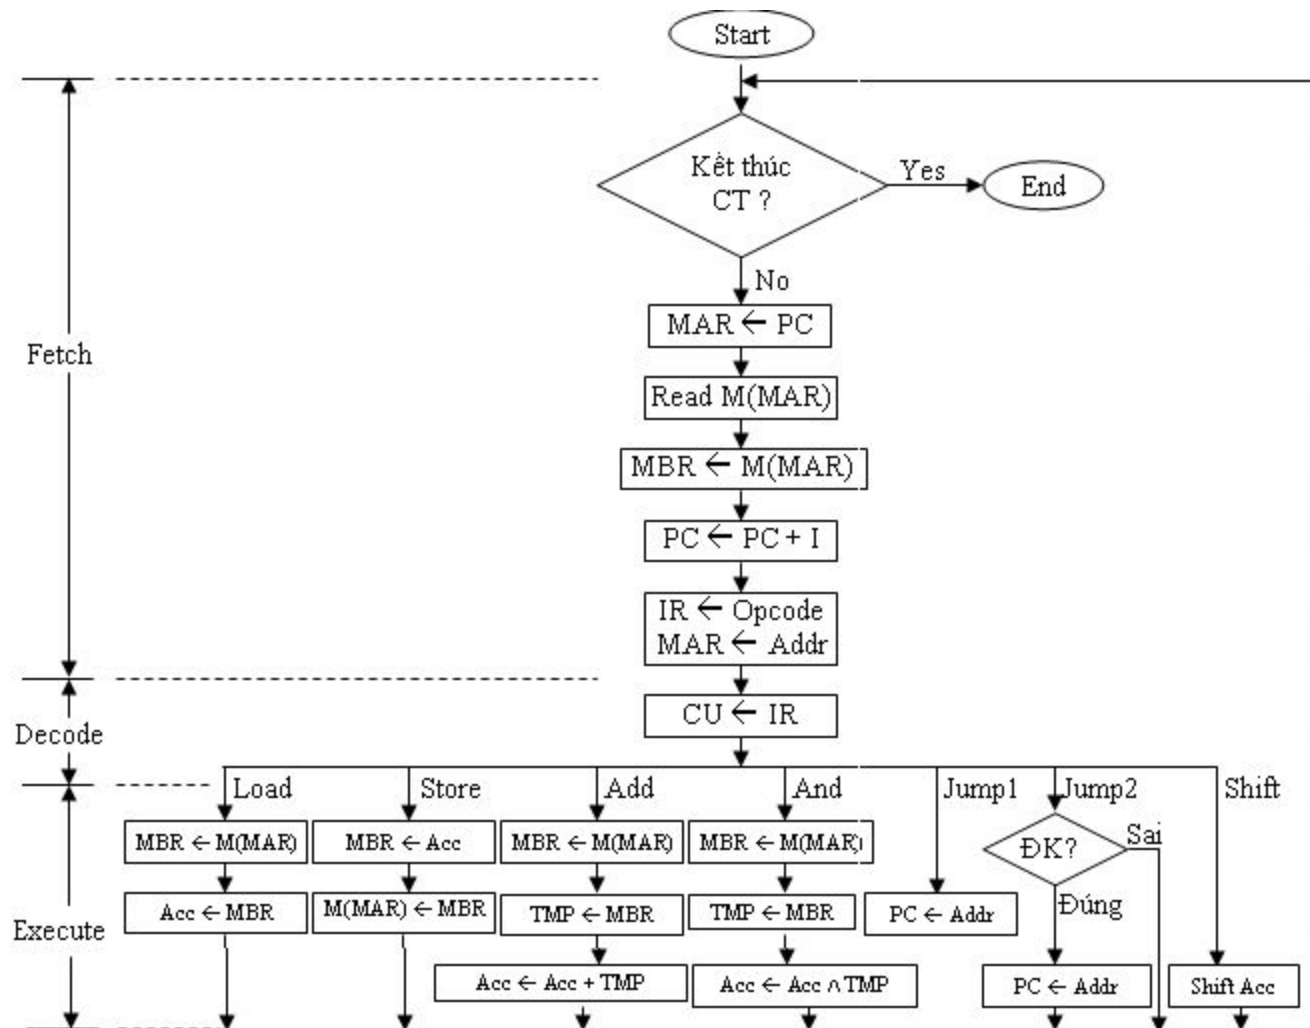 Start
Kết thúc
CT ?
Yes
End
No
MAR ← PC
Fetch
Read M(MAR)
MBR ← M(MAR)
PC ← PC + I
IR ← Opcode
MAR ← Addr
CU ← IR
Decode
Load
Store
Add
And
Jump1
Jump2
Shift
MBR ← M(MAR)
MBR ← Acc
MBR ← M(MAR)
MBR ← M(MAR)
ĐK?
Sai
Acc ← MBR
M(MAR) ← MBR
TMP ← MBR
TMP ← MBR
PC ← Addr
Đúng
Execute
Acc ← Acc + TMP
Acc ← Acc ∩ TMP
PC ← Addr
Shift Acc